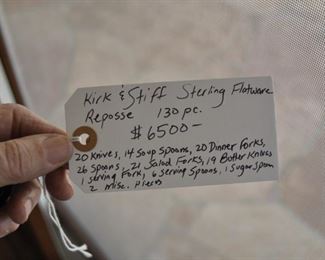 Kirk & Stiff Sterling Flatware
Reposse 130 pc.
$6500-
20 Knives, 14 Soup Spoons, 20 Dinner Forks,
26 Spoons, 21 Salad Forks, 19 Butter Knives
1 Serving Fork, 6 Serving Spoons, 1 Sugar Spoon
2 Misc. Pieces